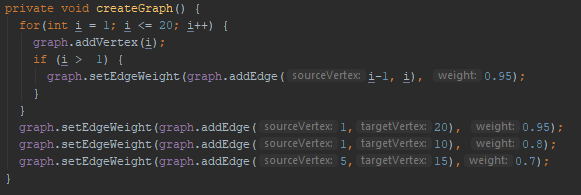 private void createGraph() {
for(int i = 1; i <= 20; i++) {
graph.addVertex(i);
if (i > 1) {
graph.setEdgeWeight(graph.addEdge( sourceVertex: i-1, i), weight: 0.95);
}
}
graph.setEdgeWeight(graph.addEdge( sourceVertex: 1, targetVertex: 20), weight: 0.95);
graph.setEdgeWeight(graph.addEdge( sourceVertex: 1, targetVertex: 10), weight: 0.8);
graph.setEdgeWeight(graph.addEdge( sourceVertex: 5, targetVertex: 15), weight: 0.7);
}